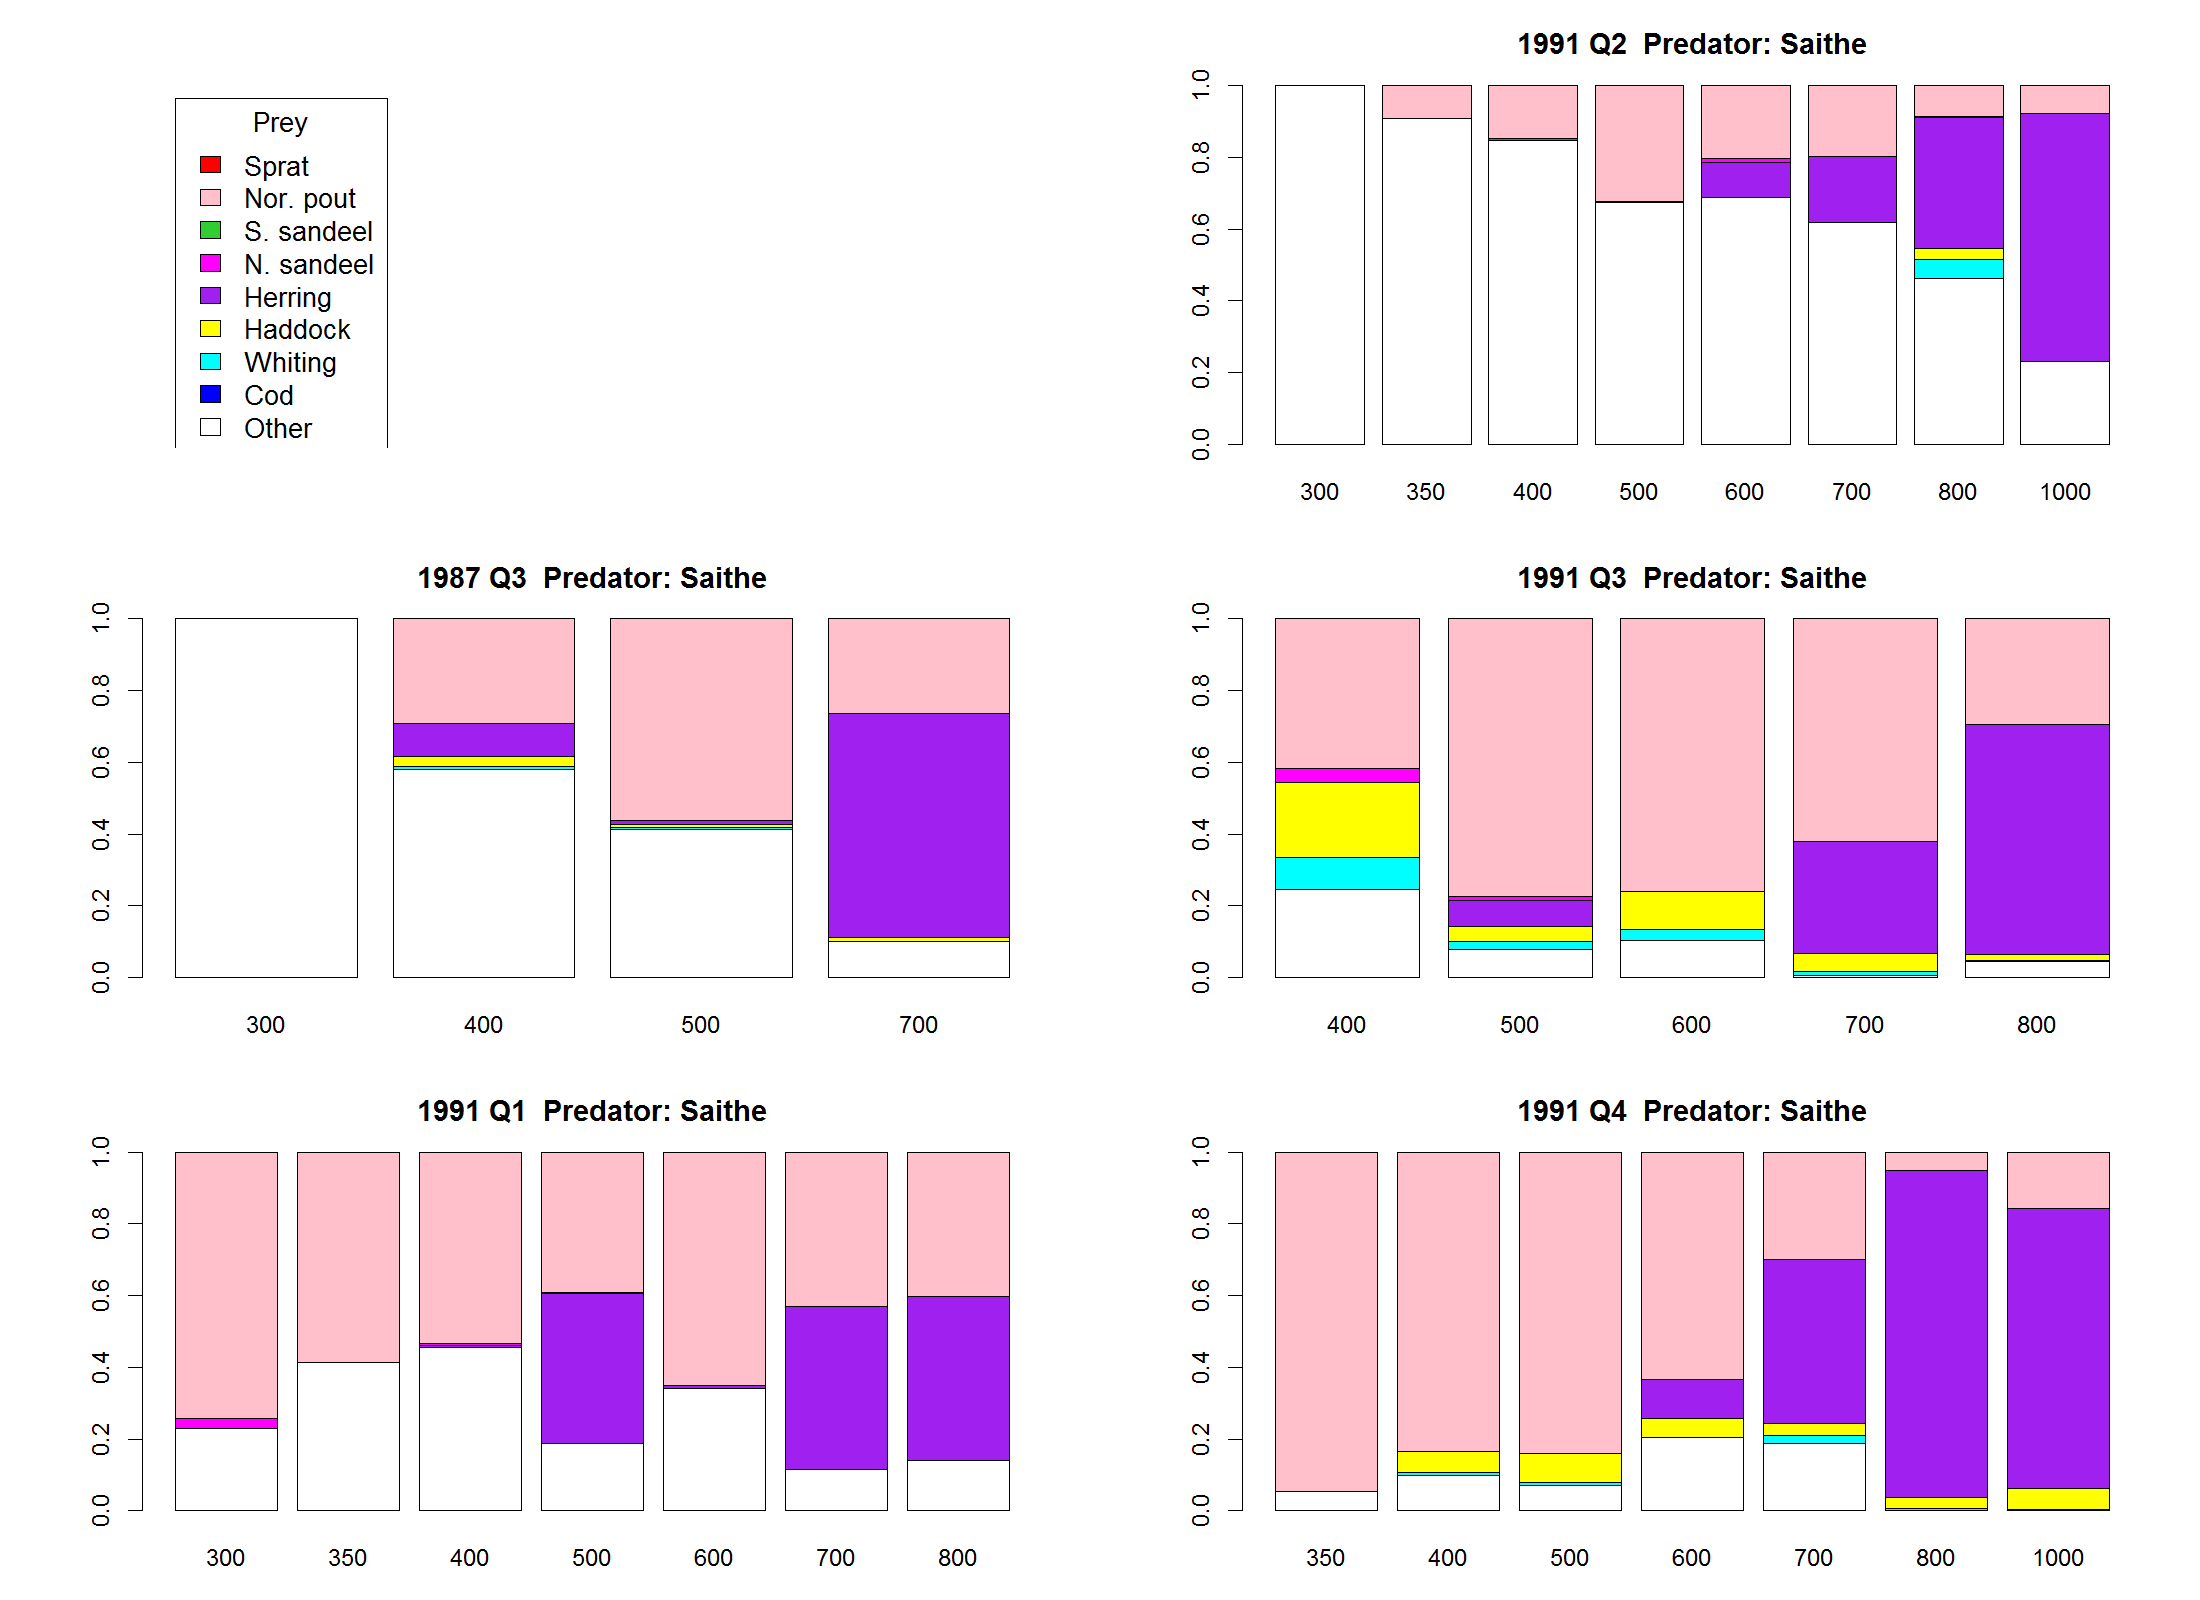 Prey
Sprat
Nor. pout
S. sandeel
N. sandeel
Herring
Haddock
Whiting
Cod
Other
1991 Q2  Predator: Saithe
1.0
0.8
0.6
0.4
0.2
0.0
300 350 400 500 600 700 800 1000
1987 Q3  Predator: Saithe
1.0
0.8
0.6
0.4
0.2
0.0
300 400 500 700
1991 Q3  Predator: Saithe
1.0
0.8
0.6
0.4
0.2
0.0
400 500 600 700 800
1991 Q1  Predator: Saithe
1.0
0.8
0.6
0.4
0.2
0.0
300 350 400 500 600 700 800
1991 Q4  Predator: Saithe
1.0
0.8
0.6
0.4
0.2
0.0
350 400 500 600 700 800 1000